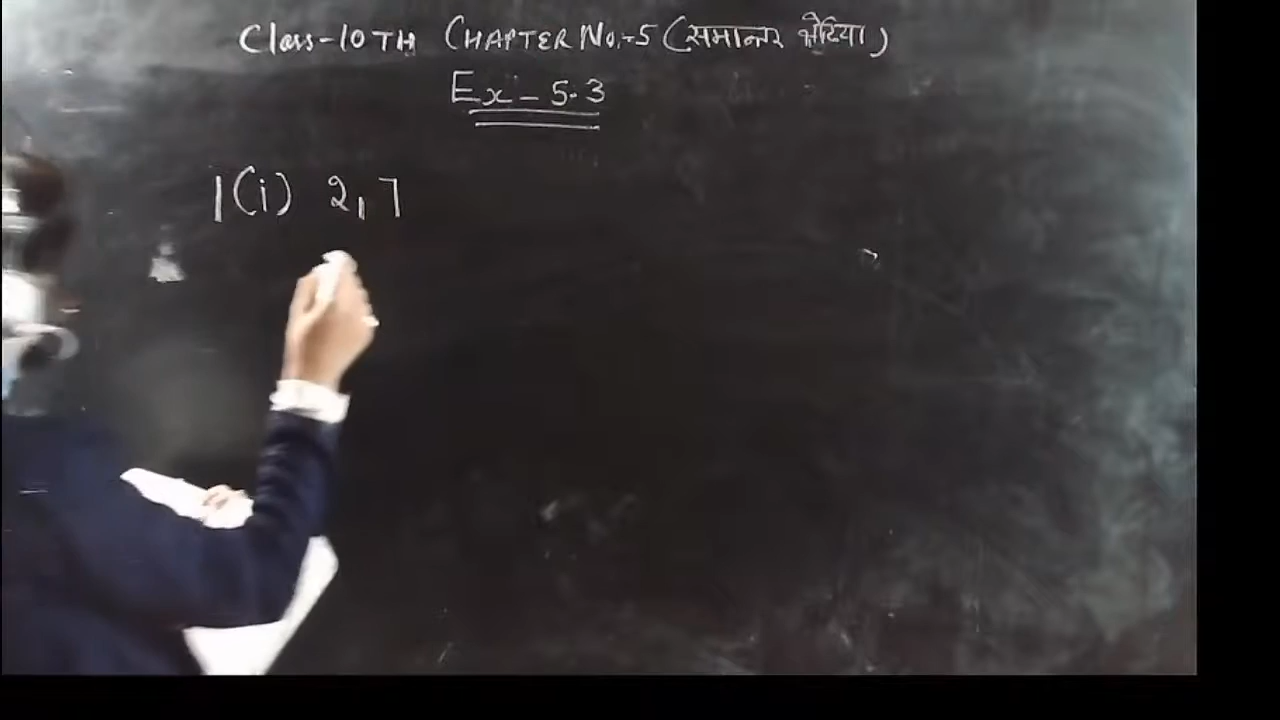 Class-10TH CHAPTER No.-5 (समान्तर श्रेढिया)
Ex - 5.3
1(i) 2, 7